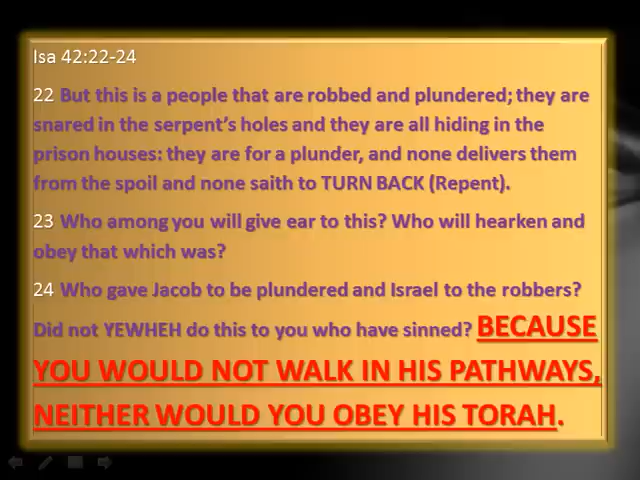 Isa 42:22-24
22 But this is a people that are robbed and plundered; they are
snared in the serpent's holes and they are all hiding in the
prison houses: they are for a plunder, and none delivers them
from the spoil and none saith to TURN BACK (Repent).
23 Who among you will give ear to this? Who will hearken and
obey that which was?
24 Who gave Jacob to be plundered and Israel to the robbers?
Did not YEWHEH do this to you who have sinned? BECAUSE
YOU WOULD NOT WALK IN HIS PATHWAYS,
NEITHER WOULD YOU OBEY HIS TORAH.